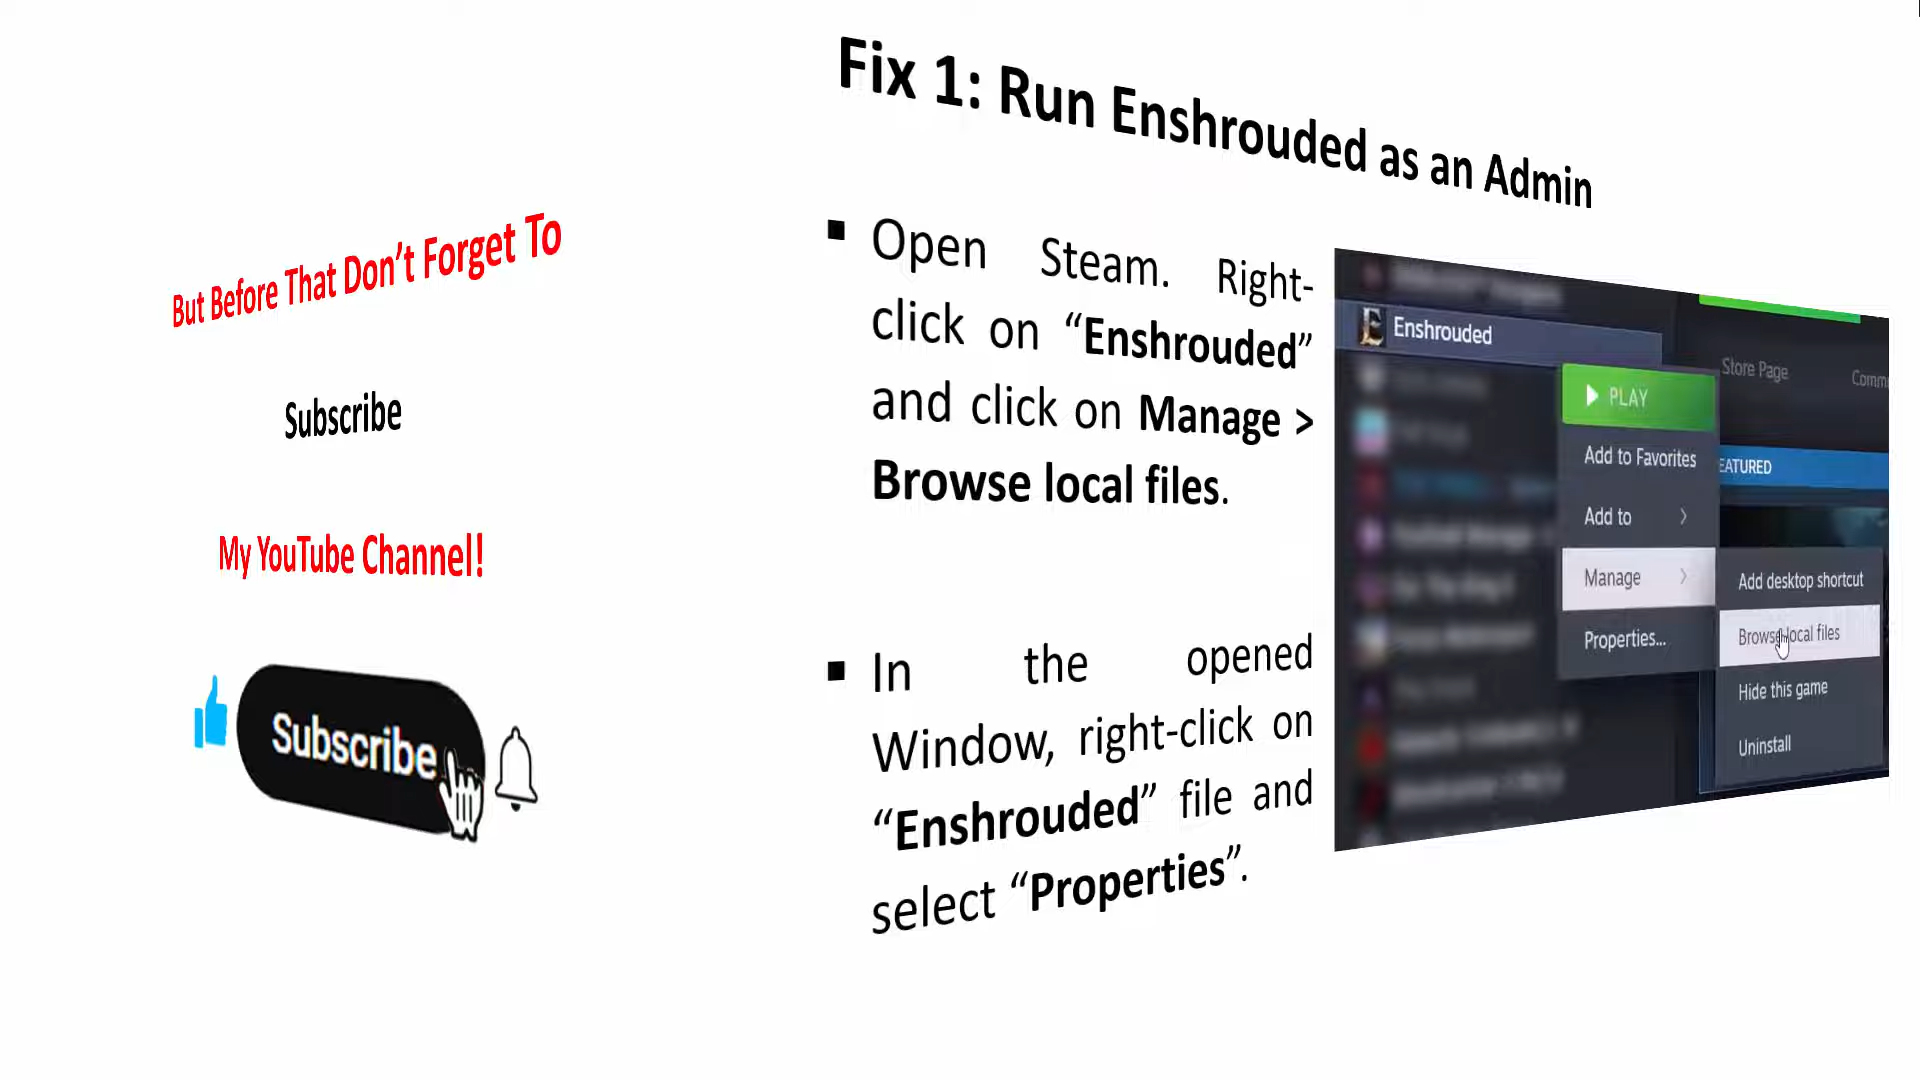 But Before That Don’t Forget To
Subscribe
My YouTube Channel!
Subscribe
Fix 1: Run Enshrouded as an Admin
▪ Open Steam. Right-
click on “Enshrouded”
and click on Manage >
Browse local files.
▪ In the opened
Window, right-click on
“Enshrouded” file and
select “Properties”.
Enshrouded
Store Page
PLAY
Add to Favorites
EATURED
Add to
Manage
Add desktop shortcut
Browse local files
Properties...
Hide this game
Uninstall